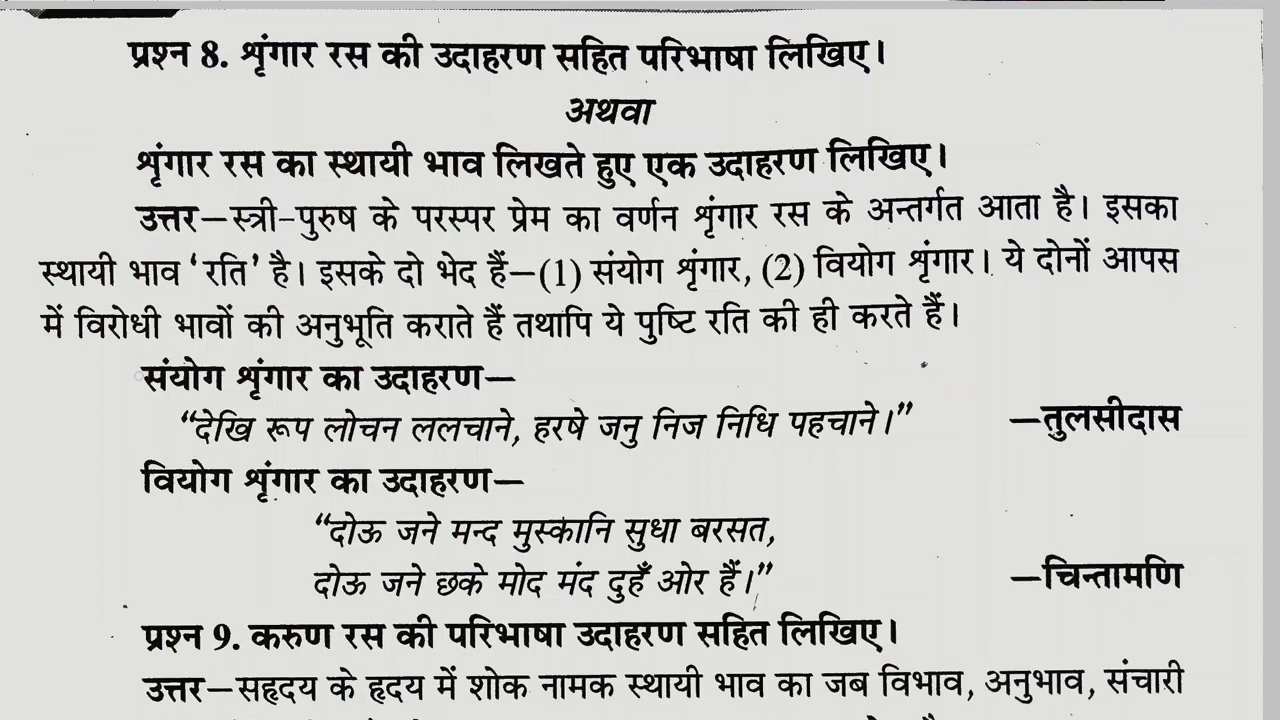 प्रश्न 8. शृंगार रस की उदाहरण सहित परिभाषा लिखिए।
अथवा
शृंगार रस का स्थायी भाव लिखते हुए एक उदाहरण लिखिए।
उत्तर—स्त्री-पुरुष के परस्पर प्रेम का वर्णन शृंगार रस के अन्तर्गत आता है। इसका
स्थायी भाव ‘रति’ है। इसके दो भेद हैं—(1) संयोग शृंगार, (2) वियोग शृंगार। ये दोनों आपस
में विरोधी भावों की अनुभूति कराते हैं तथापि ये पुष्टि रति की ही करते हैं।
संयोग शृंगार का उदाहरण—
“देखि रूप लोचन ललचाने, हरषे जनु निज निधि पहचाने।” —तुलसीदास
वियोग शृंगार का उदाहरण—
“दोऊ जने मन्द मुस्कानि सुधा बरसत,
दोऊ जने छके मोद मंद दुहूँ ओर हैं।” —चिन्तामणि
प्रश्न 9. करुण रस की परिभाषा उदाहरण सहित लिखिए।
उत्तर—सहृदय के हृदय में शोक नामक स्थायी भाव का जब विभाव, अनुभाव, संचारी